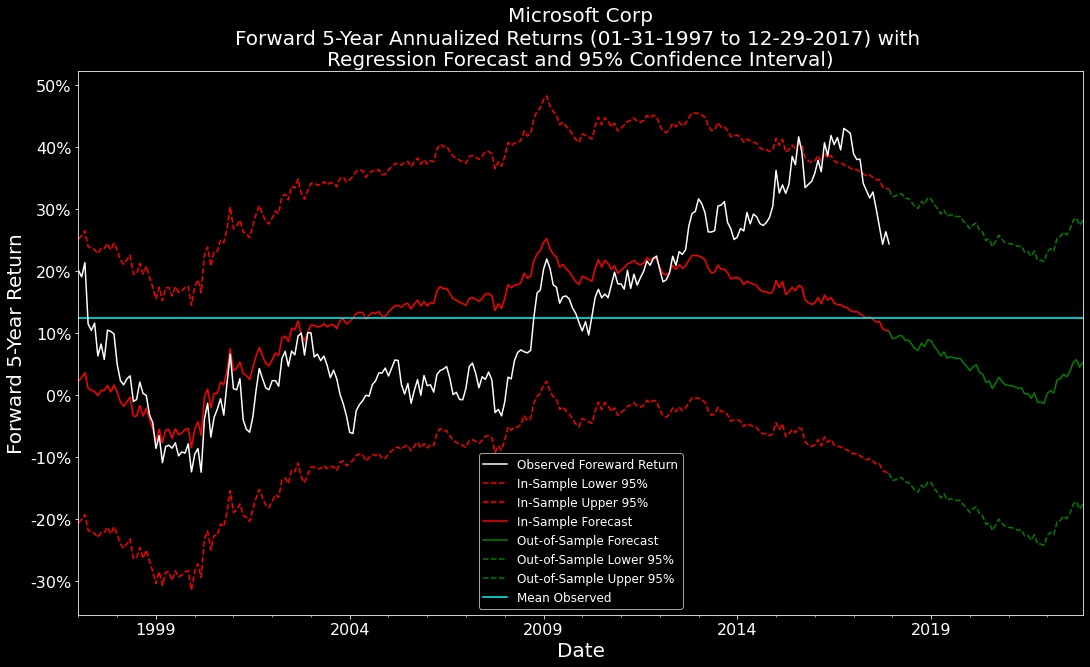 Microsoft Corp
Forward 5-Year Annualized Returns (01-31-1997 to 12-29-2017) with
Regression Forecast and 95% Confidence Interval)
Forward 5-Year Return
50%
40%
30%
20%
10%
0%
-10%
-20%
-30%
Observed Foreward Return
In-Sample Lower 95%
In-Sample Upper 95%
In-Sample Forecast
Out-of-Sample Forecast
Out-of-Sample Lower 95%
Out-of-Sample Upper 95%
Mean Observed
1999
2004
2009
2014
2019
Date